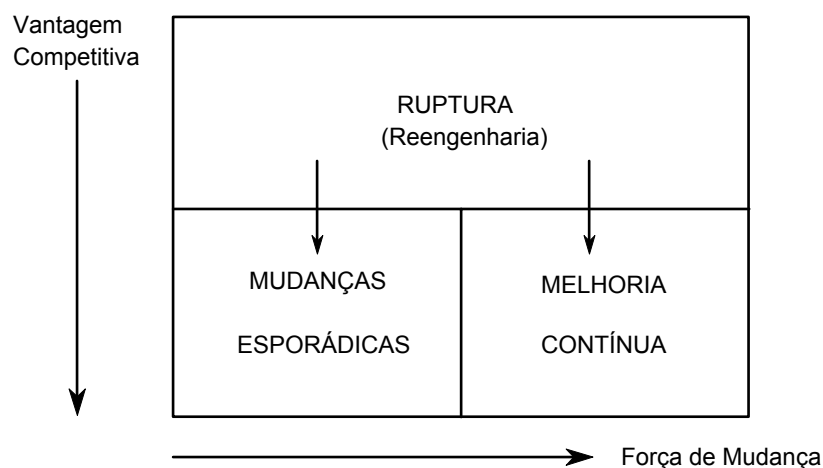 Vantagem
Competitiva
RUPTURA
(Reengenharia)
MUDANÇAS
ESPORÁDICAS
MELHORIA
CONTÍNUA
Força de Mudança